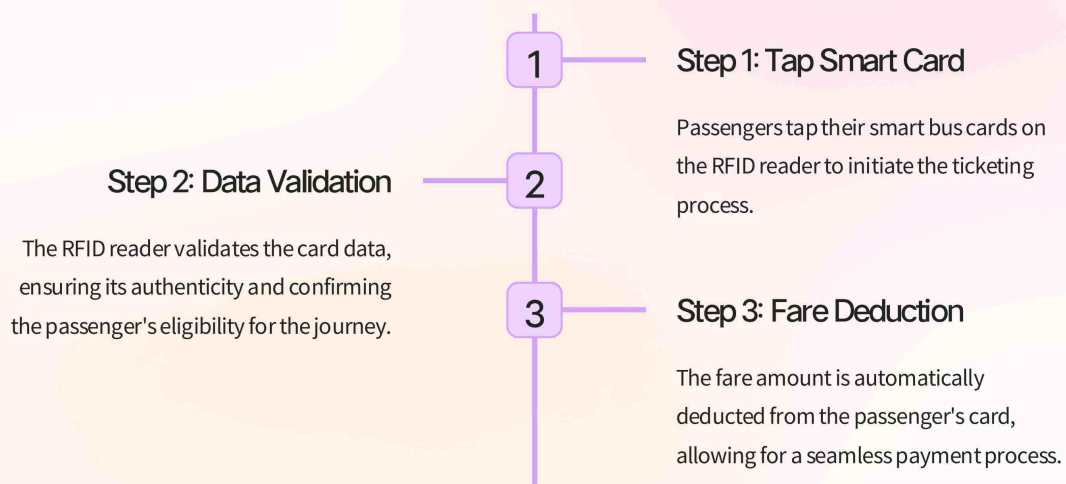 1
Step 1: Tap Smart Card
Passengers tap their smart bus cards on
the RFID reader to initiate the ticketing
process.
2
Step 2: Data Validation
The RFID reader validates the card data,
ensuring its authenticity and confirming
the passenger's eligibility for the journey.
3
Step 3: Fare Deduction
The fare amount is automatically
deducted from the passenger's card,
allowing for a seamless payment process.